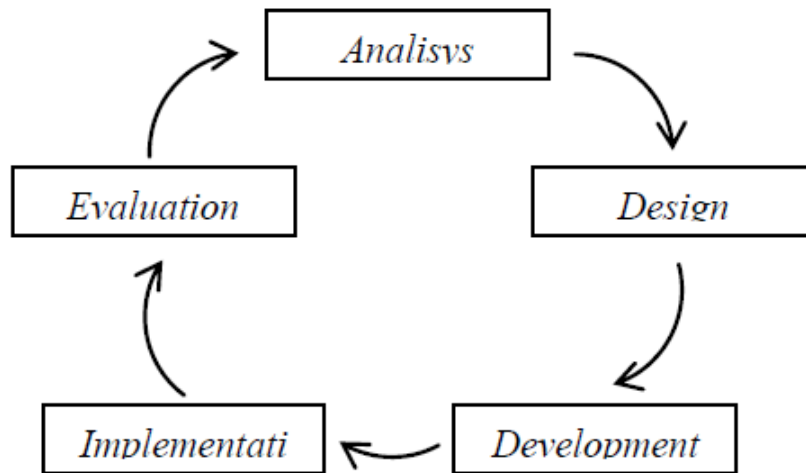 Analisys
Design
Development
Implementati
Evaluation